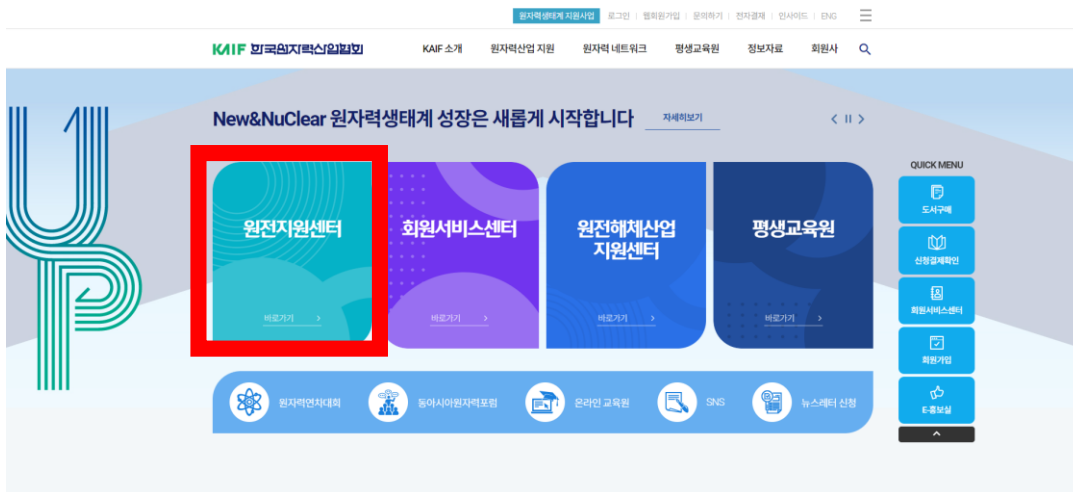 원자력생태계 지원사업 로그인 | 웹회원가입 | 문의하기 | 전자결재 | 인사이드 | ENG
KAIF 한국원자력산업협회 KAIF 소개 원자력산업 지원 원자력 네트워크 평생교육원 정보자료 회원사
New&NuClear 원자력생태계 성장은 새롭게 시작합니다 자세히보기
UP
QUICK MENU
원전지원센터
바로가기
회원서비스센터
바로가기
원전해체산업
지원센터
바로가기
평생교육원
바로가기
도서구매
신청결제확인
회원서비스센터
회원가입
E-홍보실
원자력연차대회 동아시아원자력포럼 온라인 교육원 SNS 뉴스레터 신청